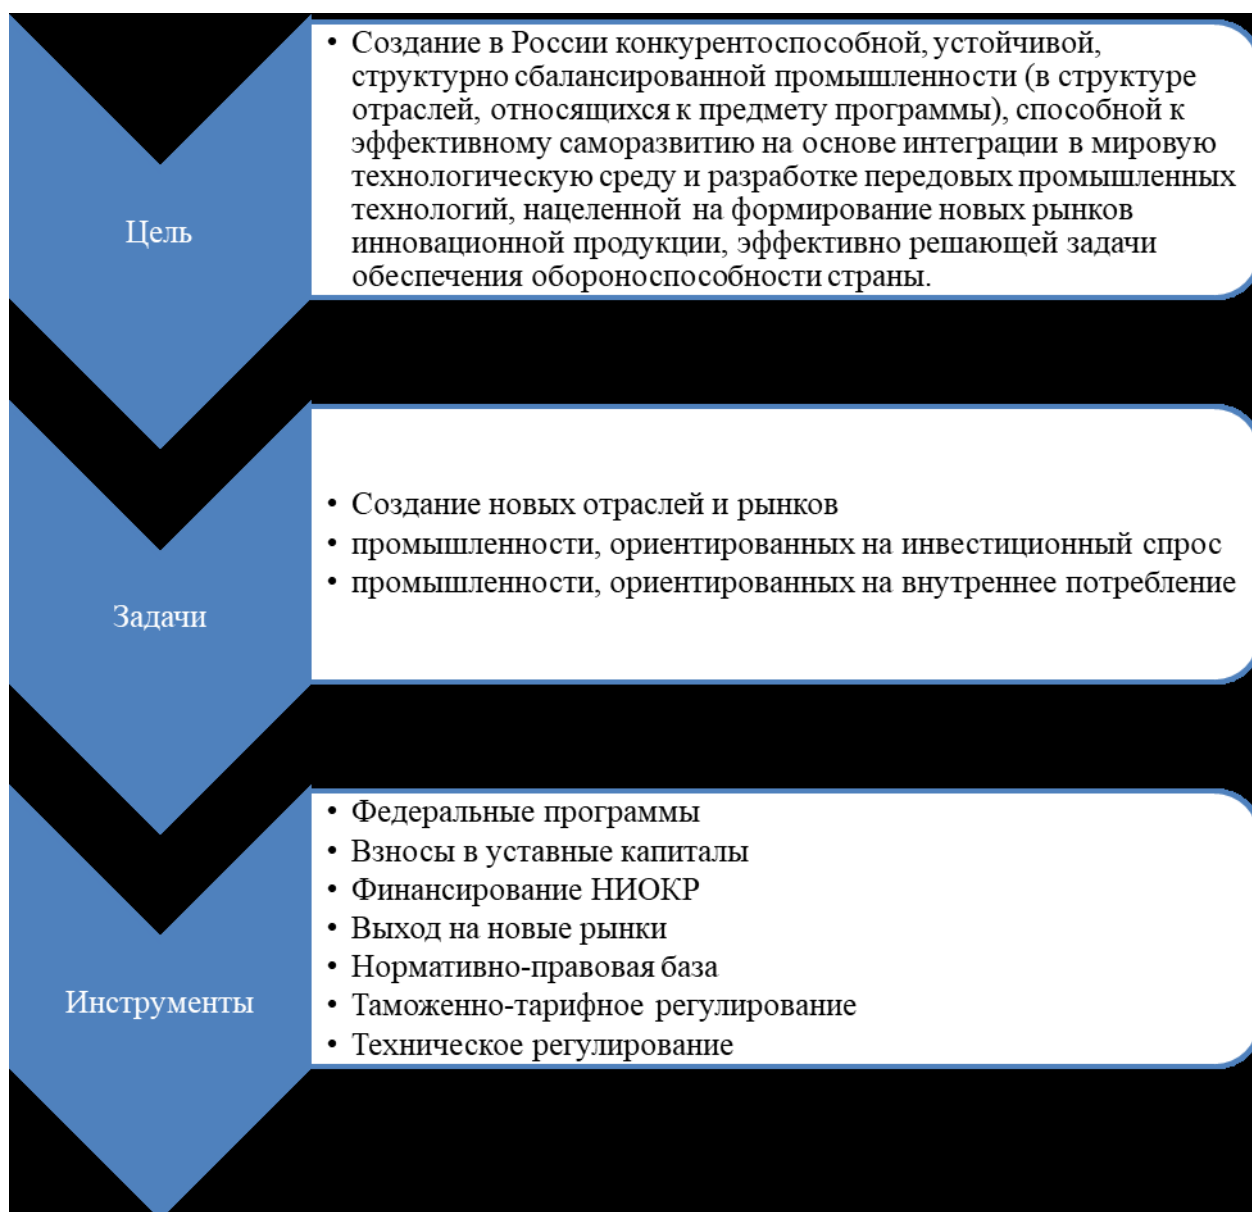 Цель
• Создание в России конкурентоспособной, устойчивой,
структурно сбалансированной промышленности (в структуре
отраслей, относящихся к предмету программы), способной к
эффективному саморазвитию на основе интеграции в мировую
технологическую среду и разработке передовых промышленных
технологий, нацеленной на формирование новых рынков
инновационной продукции, эффективно решающей задачи
обеспечения обороноспособности страны.
Задачи
• Создание новых отраслей и рынков
• промышленности, ориентированных на инвестиционный спрос
• промышленности, ориентированных на внутреннее потребление
Инструменты
• Федеральные программы
• Взносы в уставные капиталы
• Финансирование НИОКР
• Выход на новые рынки
• Нормативно-правовая база
• Таможенно-тарифное регулирование
• Техническое регулирование